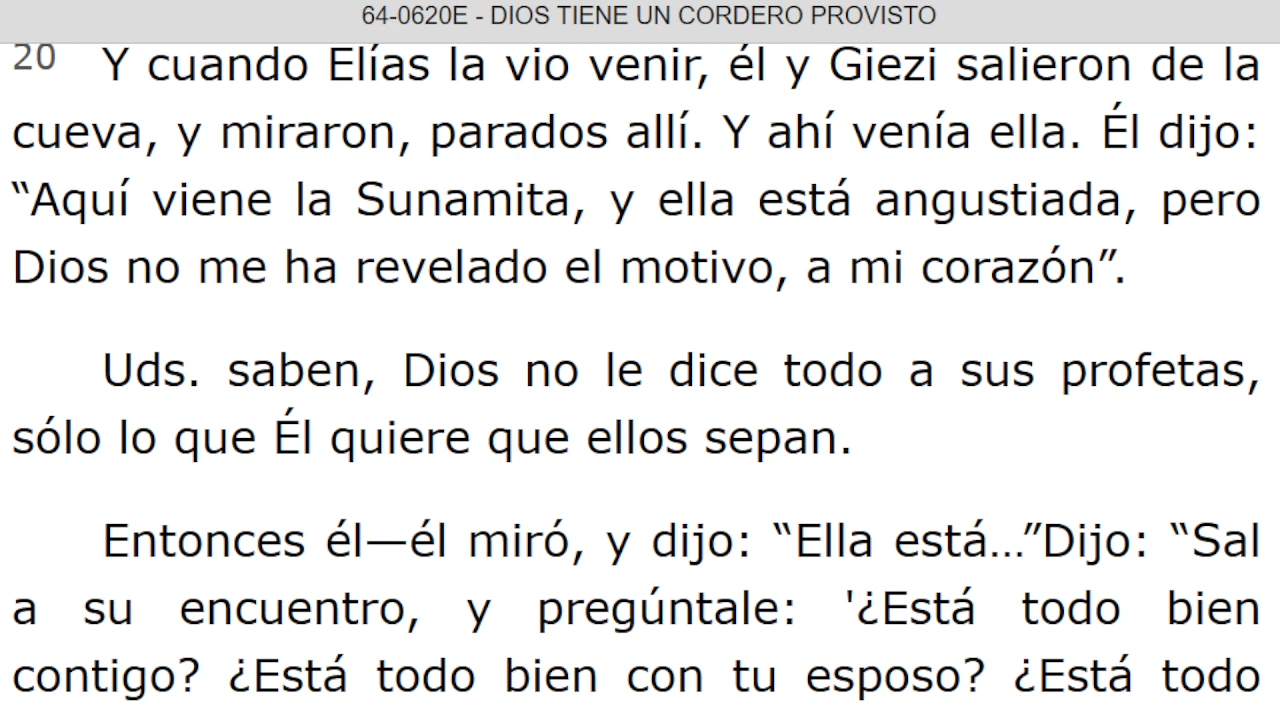 64-0620E - DIOS TIENE UN CORDERO PROVISTO
20 Y cuando Elías la vio venir, él y Giezi salieron de la
cueva, y miraron, parados allí. Y ahí venía ella. Él dijo:
“Aquí viene la Sunamita, y ella está angustiada, pero
Dios no me ha revelado el motivo, a mi corazón”.
Uds. saben, Dios no le dice todo a sus profetas,
sólo lo que Él quiere que ellos sepan.
Entonces él—él miró, y dijo: “Ella está...”Dijo: “Sal
a su encuentro, y pregúntale: '¿Está todo bien
contigo? ¿Está todo bien con tu esposo? ¿Está todo